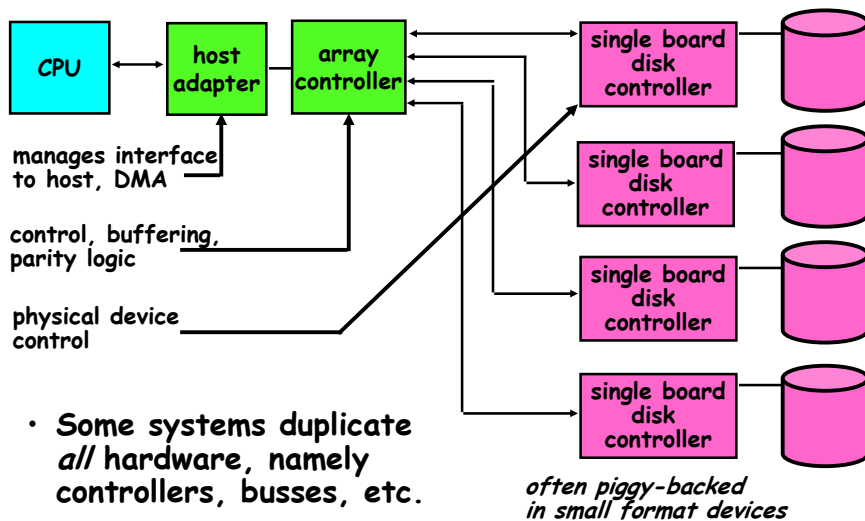 CPU
host
adapter
array
controller
single board
disk
controller
manages interface
to host, DMA
single board
disk
controller
control, buffering,
parity logic
single board
disk
controller
physical device
control
single board
disk
controller
• Some systems duplicate
all hardware, namely
controllers, busses, etc.
often piggy-backed
in small format devices